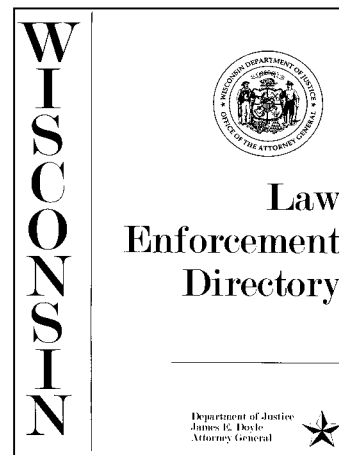 WISCONSIN
WISCONSIN DEPARTMENT OF JUSTICE
OFFICE OF THE ATTORNEY GENERAL
Law
Enforcement
Directory
Department of Justice
James E. Doyle
Attorney General